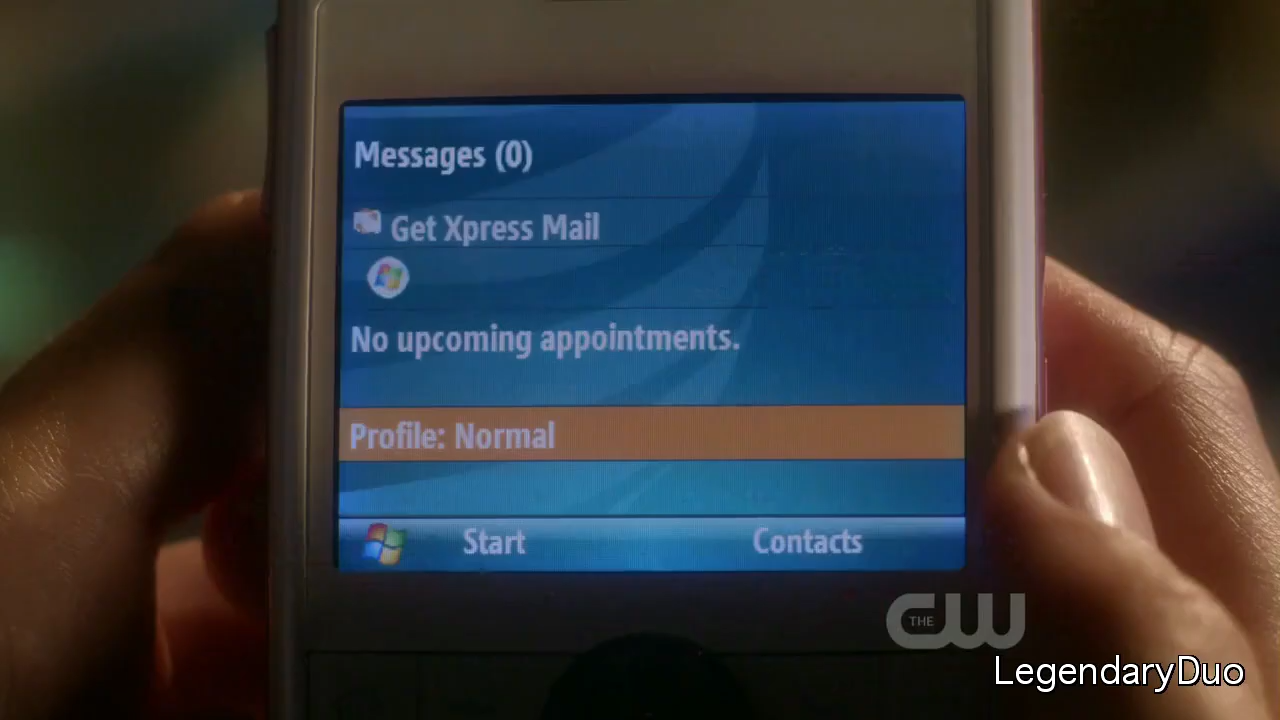 Messages (0)
Get Xpress Mail
No upcoming appointments.
Profile: Normal
Start Contacts
THE CW
LegendaryDuo